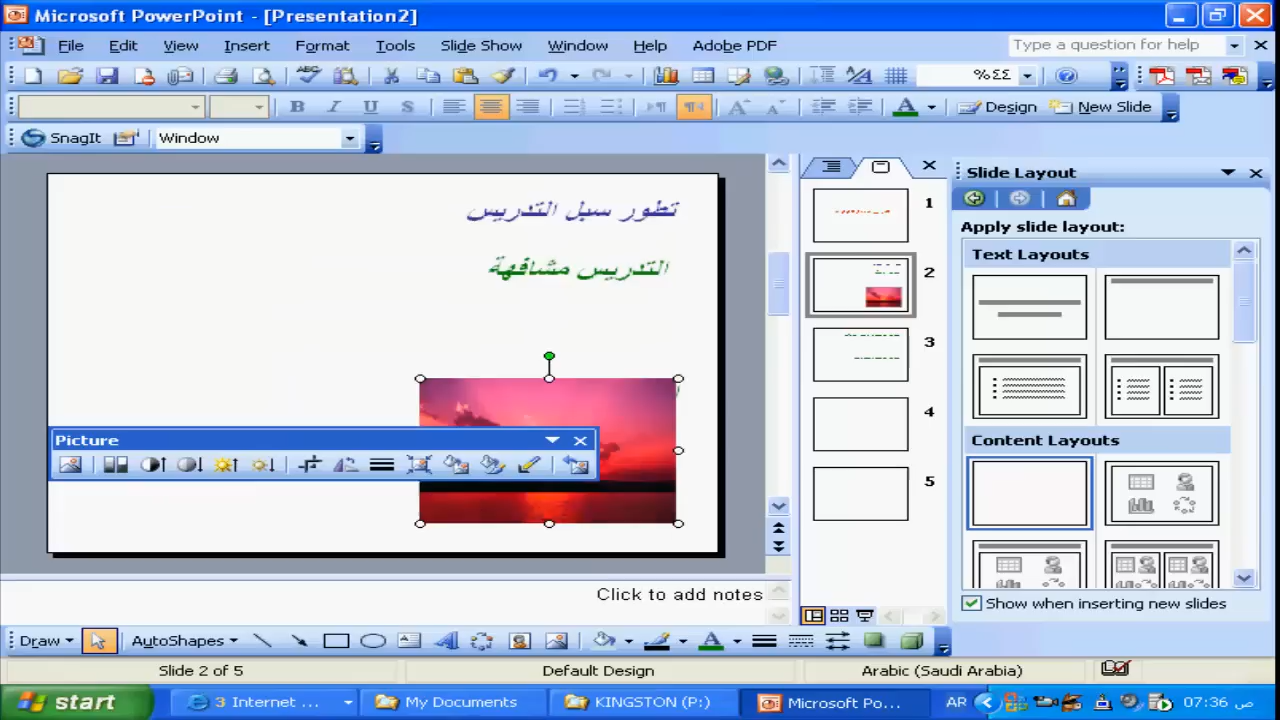 Microsoft PowerPoint - [Presentation2]
File Edit View Insert Format Tools Slide Show Window Help Adobe PDF Type a question for help
%ΣΣ
B I U S Design New Slide
SnagIt Window
تطور سبل التدريس
التدريس مشافهة
Picture
1
2
3
4
5
Slide Layout
Apply slide layout:
Text Layouts
Content Layouts
Show when inserting new slides
Click to add notes
Draw AutoShapes
Slide 2 of 5 Default Design Arabic (Saudi Arabia)
start 3 Internet ... My Documents KINGSTON (P:) Microsoft Po... AR 07:36 ص